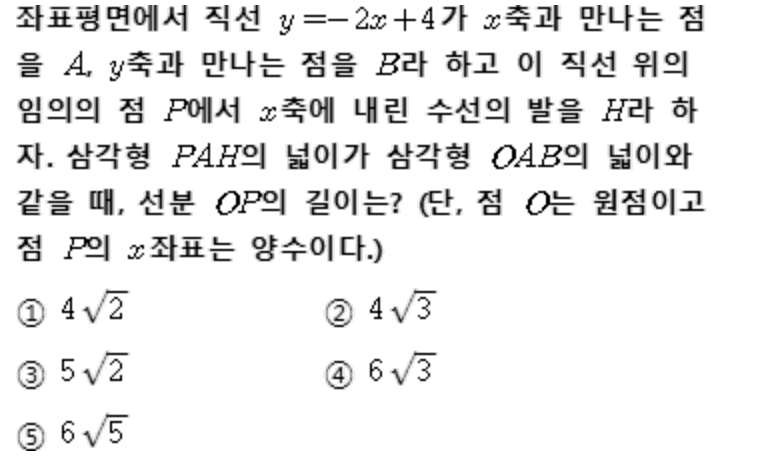 좌표평면에서 직선 y=-2x+4가 x축과 만나는 점
을 A, y축과 만나는 점을 B라 하고 이 직선 위의
임의의 점 P에서 x축에 내린 수선의 발을 H라 하
자. 삼각형 PAH의 넓이가 삼각형 OAB의 넓이와
같을 때, 선분 OP의 길이는? (단, 점 O는 원점이고
점 P의 x좌표는 양수이다.)
① 4√2 ② 4√3
③ 5√2 ④ 6√3
⑤ 6√5